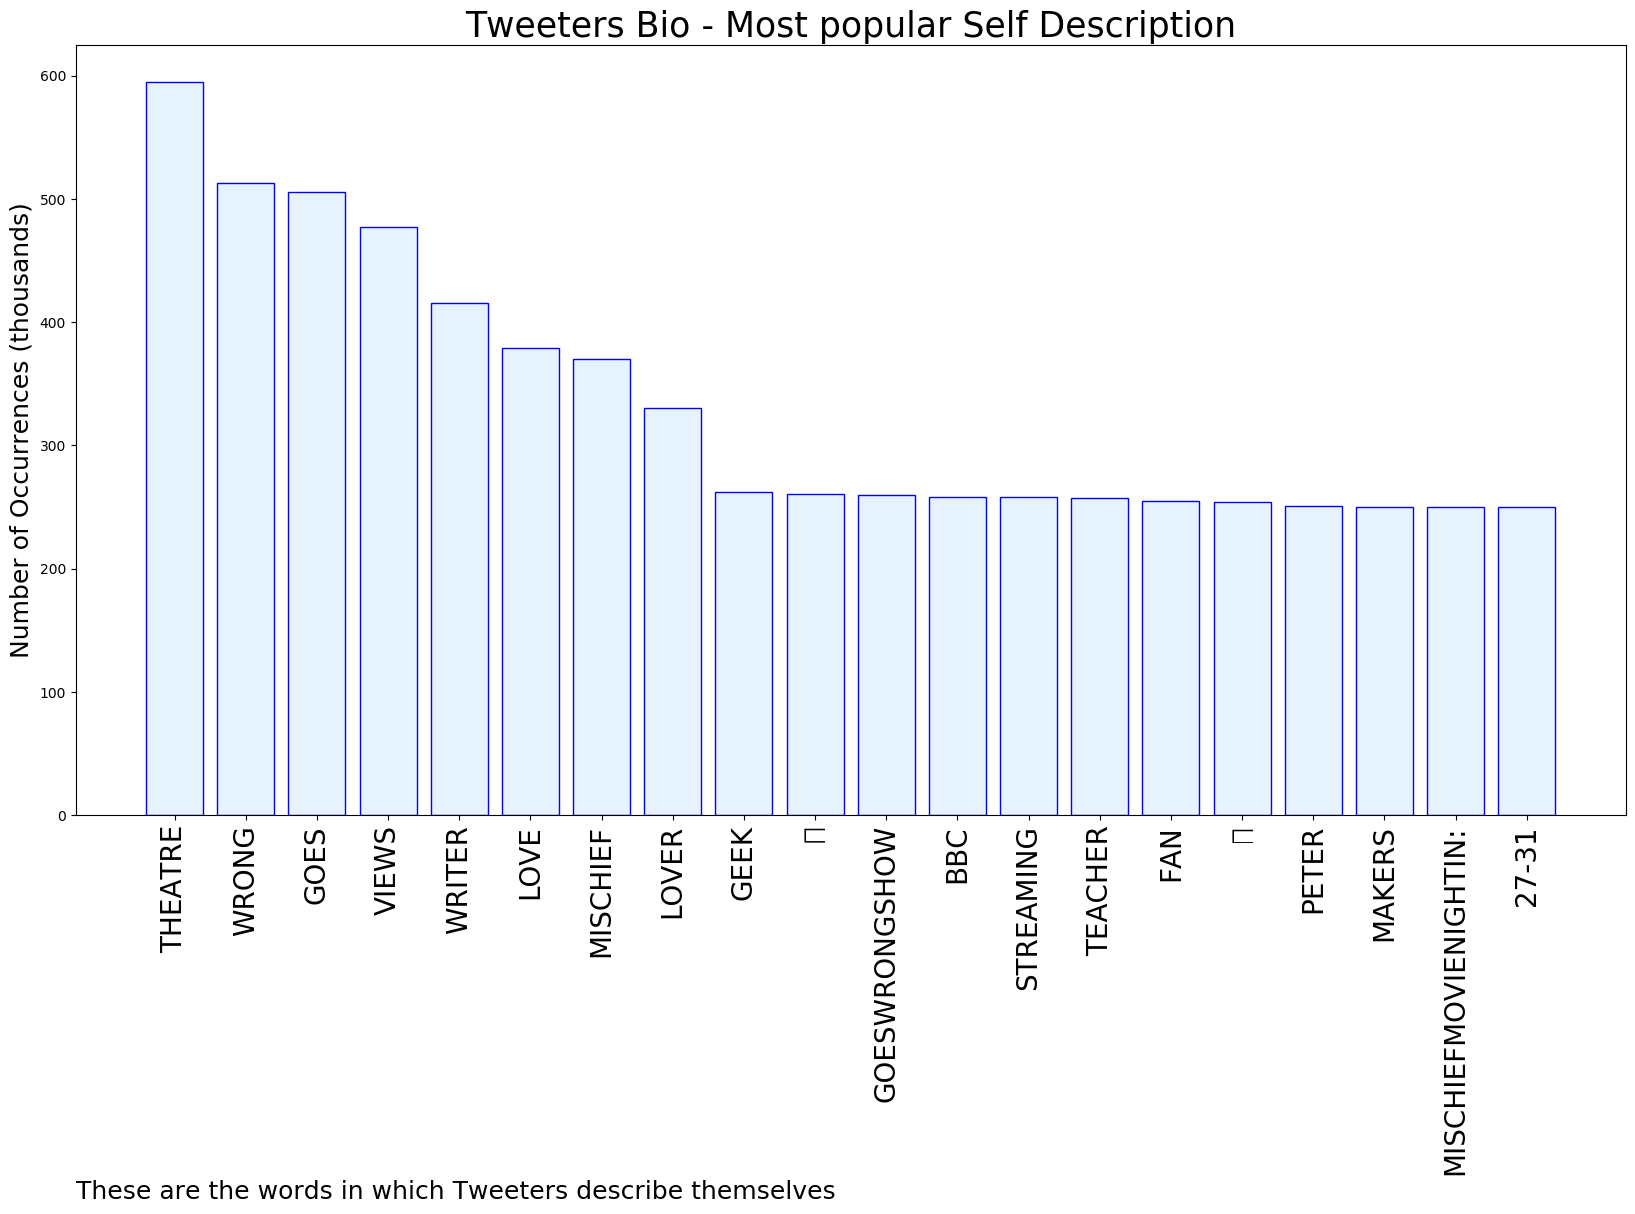 Tweeters Bio - Most popular Self Description
Number of Occurrences (thousands)
600
500
400
300
200
100
0
THEATRE
WRONG
GOES
VIEWS
WRITER
LOVE
MISCHIEF
LOVER
GEEK
GOESWRONGSHOW
BBC
STREAMING
TEACHER
FAN
PETER
MAKERS
MISCHIEFMOVIENIGHTIN:
27-31
These are the words in which Tweeters describe themselves